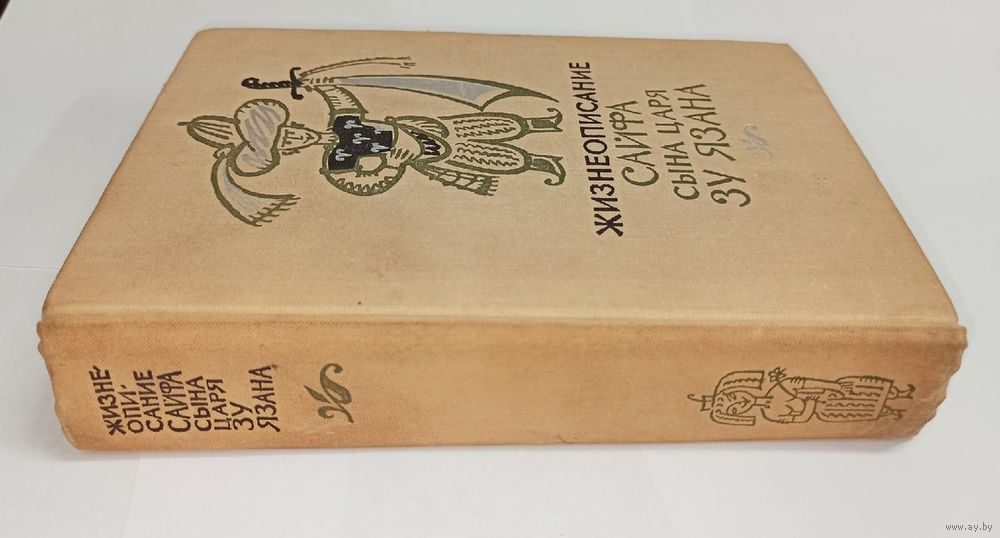 ЖИЗНЕОПИСАНИЕ
САЙФА
СЫНА ЦАРЯ
ЗУ ЯЗАНА
ЖИЗНЕ-
ОПИ-
САНИЕ
САЙФА
СЫНА
ЦАРЯ
ЗУ
ЯЗАНА
www.ay.by